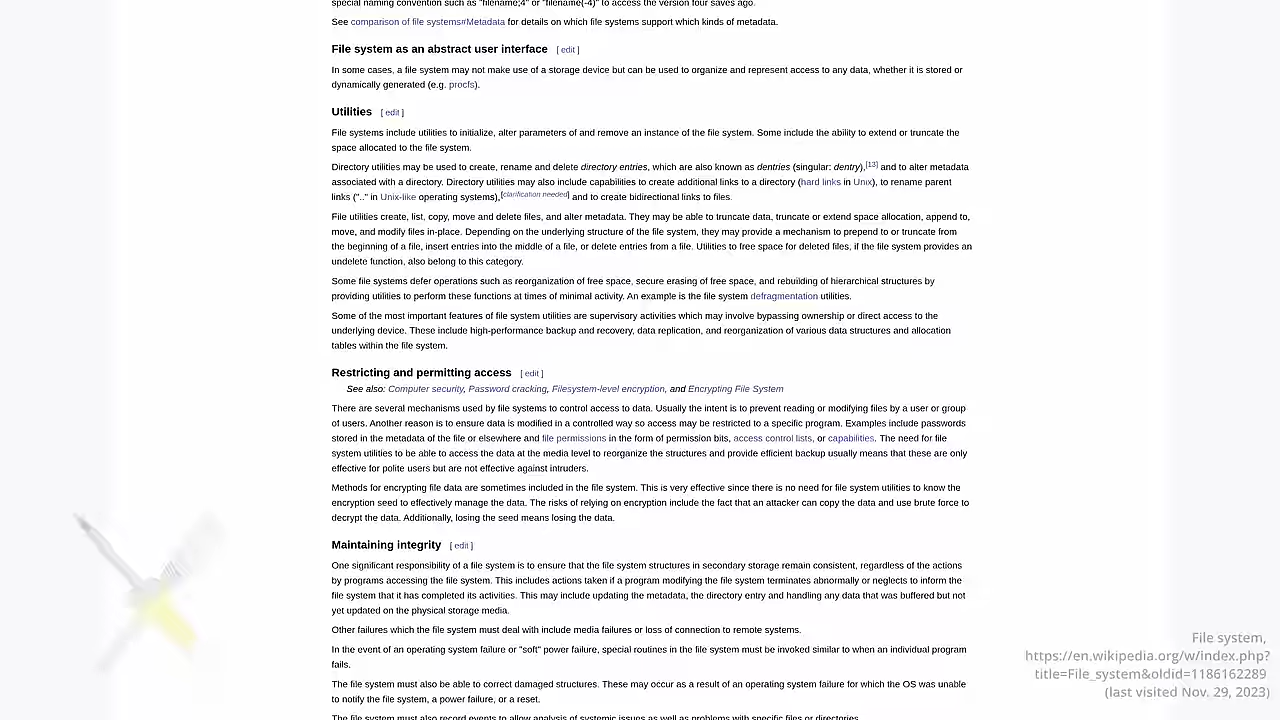 special naming convention such as "filename;4" or "filename(-4)" to access the version four saves ago.
See comparison of file systems#Metadata for details on which file systems support which kinds of metadata.
File system as an abstract user interface [ edit ]
In some cases, a file system may not make use of a storage device but can be used to organize and represent access to any data, whether it is stored or
dynamically generated (e.g. procfs).
Utilities [ edit ]
File systems include utilities to initialize, alter parameters of and remove an instance of the file system. Some include the ability to extend or truncate the
space allocated to the file system.
Directory utilities may be used to create, rename and delete directory entries, which are also known as dentries (singular: dentry),[13] and to alter metadata
associated with a directory. Directory utilities may also include capabilities to create additional links to a directory (hard links in Unix), to rename parent
links (".." in Unix-like operating systems),[clarification needed] and to create bidirectional links to files.
File utilities create, list, copy, move and delete files, and alter metadata. They may be able to truncate data, truncate or extend space allocation, append to,
move, and modify files in-place. Depending on the underlying structure of the file system, they may provide a mechanism to prepend to or truncate from
the beginning of a file, insert entries into the middle of a file, or delete entries from a file. Utilities to free space for deleted files, if the file system provides an
undelete function, also belong to this category.
Some file systems defer operations such as reorganization of free space, secure erasing of free space, and rebuilding of hierarchical structures by
providing utilities to perform these functions at times of minimal activity. An example is the file system defragmentation utilities.
Some of the most important features of file system utilities are supervisory activities which may involve bypassing ownership or direct access to the
underlying device. These include high-performance backup and recovery, data replication, and reorganization of various data structures and allocation
tables within the file system.
Restricting and permitting access [ edit ]
See also: Computer security, Password cracking, Filesystem-level encryption, and Encrypting File System
There are several mechanisms used by file systems to control access to data. Usually the intent is to prevent reading or modifying files by a user or group
of users. Another reason is to ensure data is modified in a controlled way so access may be restricted to a specific program. Examples include passwords
stored in the metadata of the file or elsewhere and file permissions in the form of permission bits, access control lists, or capabilities. The need for file
system utilities to be able to access the data at the media level to reorganize the structures and provide efficient backup usually means that these are only
effective for polite users but are not effective against intruders.
Methods for encrypting file data are sometimes included in the file system. This is very effective since there is no need for file system utilities to know the
encryption seed to effectively manage the data. The risks of relying on encryption include the fact that an attacker can copy the data and use brute force to
decrypt the data. Additionally, losing the seed means losing the data.
Maintaining integrity [ edit ]
One significant responsibility of a file system is to ensure that the file system structures in secondary storage remain consistent, regardless of the actions
by programs accessing the file system. This includes actions taken if a program modifying the file system terminates abnormally or neglects to inform the
file system that it has completed its activities. This may include updating the metadata, the directory entry and handling any data that was buffered but not
yet updated on the physical storage media.
Other failures which the file system must deal with include media failures or loss of connection to remote systems.
In the event of an operating system failure or "soft" power failure, special routines in the file system must be invoked similar to when an individual program
fails.
The file system must also be able to correct damaged structures. These may occur as a result of an operating system failure for which the OS was unable
to notify the file system, a power failure, or a reset.
The file system must also record events to allow analysis of systemic issues as well as problems with specific files or directories.
File system,
https://en.wikipedia.org/w/index.php?
title=File_system&oldid=1186162289
(last visited Nov. 29, 2023)